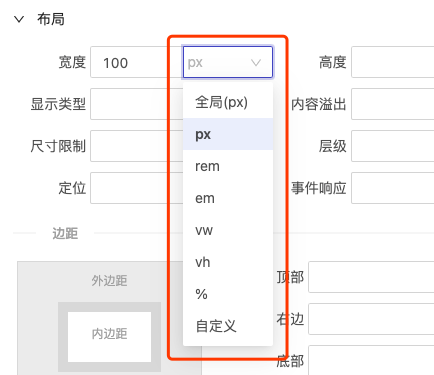 布局
宽度 100 px 高度
全局(px)
显示类型 内容溢出
px
尺寸限制 rem 层级
定位 em 事件响应
边距 vw
vh
外边距 顶部
%
右边
内边距 自定义
底部